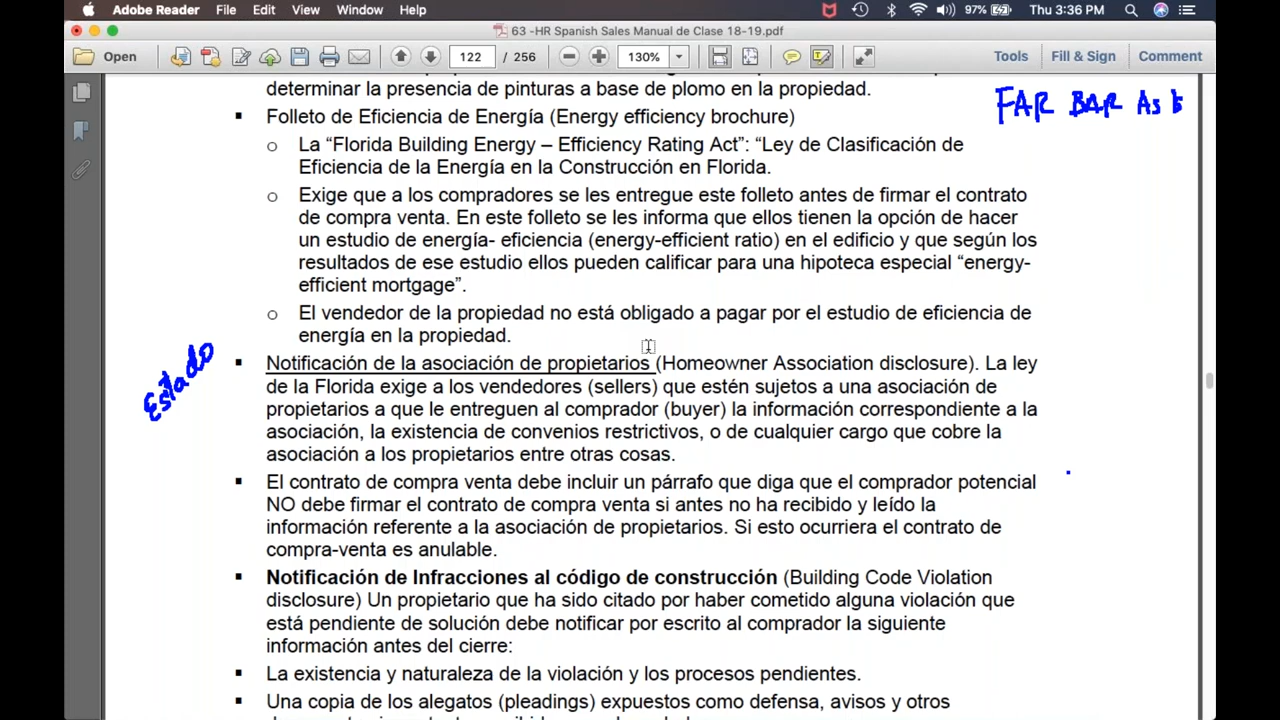 Adobe Reader File Edit View Window Help 97% Thu 3:36 PM
63 -HR Spanish Sales Manual de Clase 18-19.pdf
Open 122 / 256 130% Tools Fill & Sign Comment
determinar la presencia de pinturas a base de plomo en la propiedad.
FAR BAR As Is
▪ Folleto de Eficiencia de Energía (Energy efficiency brochure)
o La “Florida Building Energy – Efficiency Rating Act”: “Ley de Clasificación de
Eficiencia de la Energía en la Construcción en Florida.
o Exige que a los compradores se les entregue este folleto antes de firmar el contrato
de compra venta. En este folleto se les informa que ellos tienen la opción de hacer
un estudio de energía- eficiencia (energy-efficient ratio) en el edificio y que según los
resultados de ese estudio ellos pueden calificar para una hipoteca especial “energy-
efficient mortgage”.
o El vendedor de la propiedad no está obligado a pagar por el estudio de eficiencia de
energía en la propiedad.
Estado
▪ Notificación de la asociación de propietarios (Homeowner Association disclosure). La ley
de la Florida exige a los vendedores (sellers) que estén sujetos a una asociación de
propietarios a que le entreguen al comprador (buyer) la información correspondiente a la
asociación, la existencia de convenios restrictivos, o de cualquier cargo que cobre la
asociación a los propietarios entre otras cosas.
▪ El contrato de compra venta debe incluir un párrafo que diga que el comprador potencial
NO debe firmar el contrato de compra venta si antes no ha recibido y leído la
información referente a la asociación de propietarios. Si esto ocurriera el contrato de
compra-venta es anulable.
▪ Notificación de Infracciones al código de construcción (Building Code Violation
disclosure) Un propietario que ha sido citado por haber cometido alguna violación que
está pendiente de solución debe notificar por escrito al comprador la siguiente
información antes del cierre:
▪ La existencia y naturaleza de la violación y los procesos pendientes.
▪ Una copia de los alegatos (pleadings) expuestos como defensa, avisos y otros